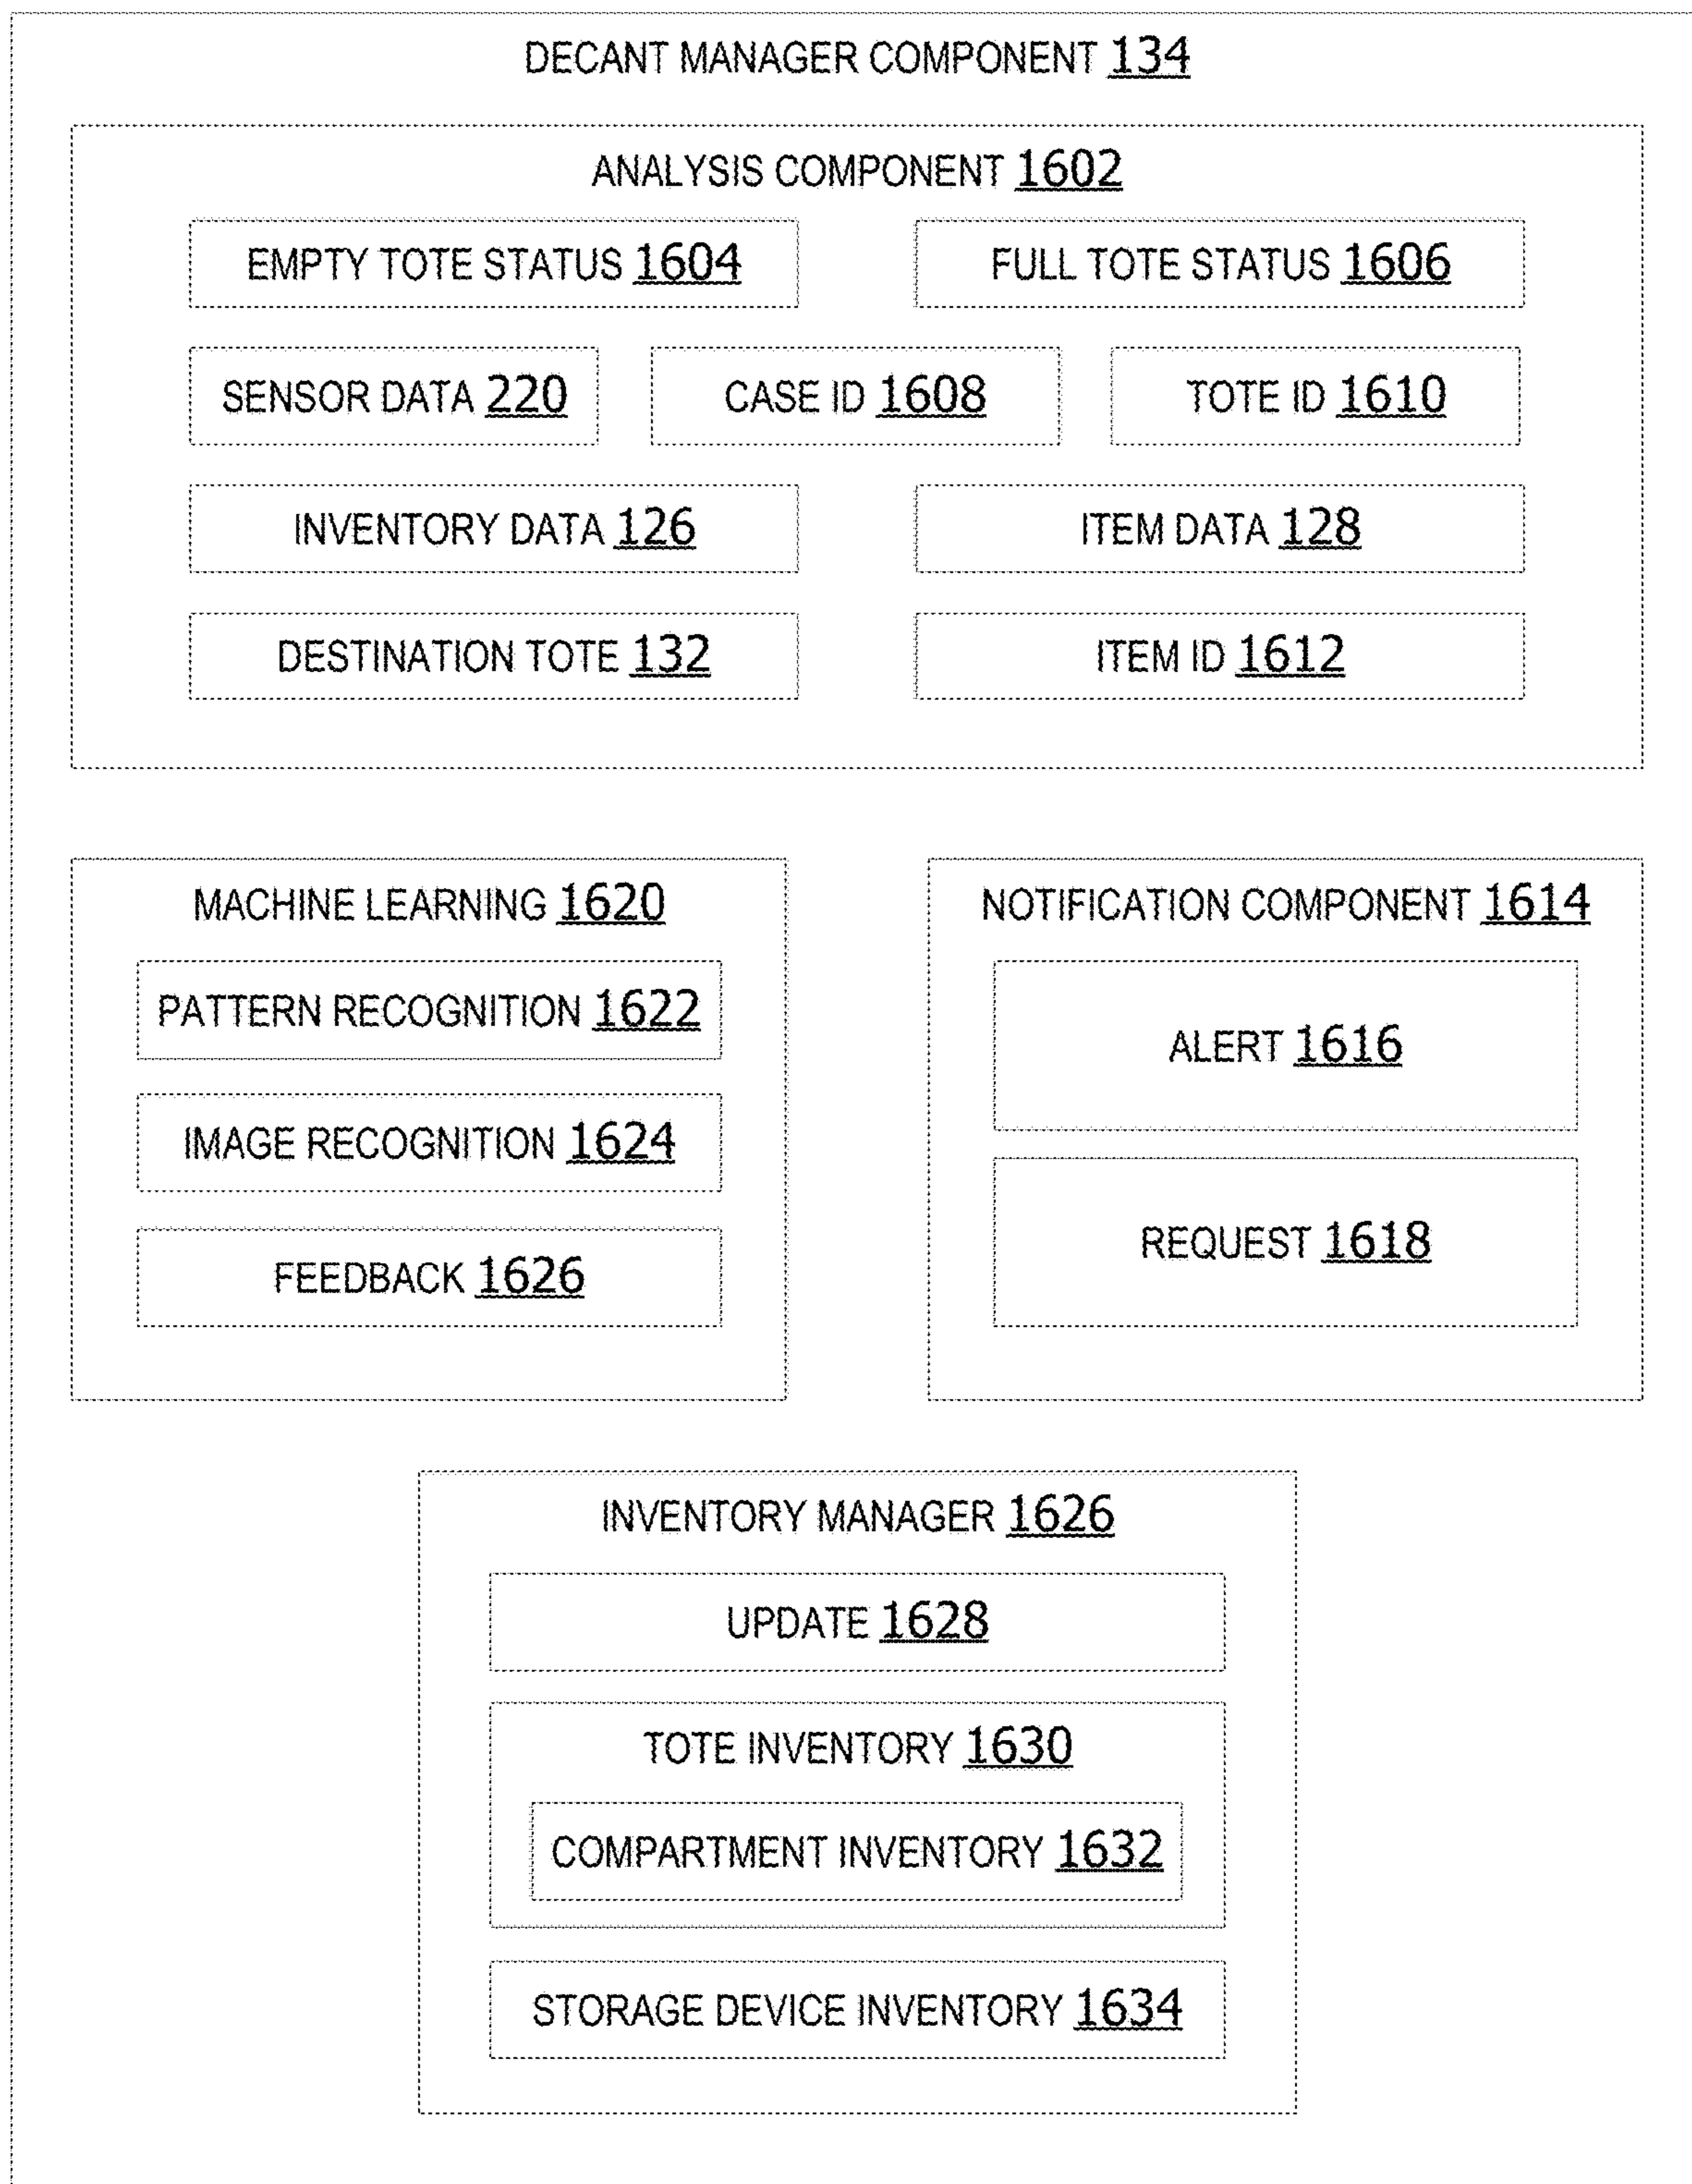 DECANT MANAGER COMPONENT 134
ANALYSIS COMPONENT 1602
EMPTY TOTE STATUS 1604
FULL TOTE STATUS 1606
SENSOR DATA 220
CASE ID 1608
TOTE ID 1610
INVENTORY DATA 126
ITEM DATA 128
DESTINATION TOTE 132
ITEM ID 1612
MACHINE LEARNING 1620
PATTERN RECOGNITION 1622
IMAGE RECOGNITION 1624
FEEDBACK 1626
NOTIFICATION COMPONENT 1614
ALERT 1616
REQUEST 1618
INVENTORY MANAGER 1626
UPDATE 1628
TOTE INVENTORY 1630
COMPARTMENT INVENTORY 1632
STORAGE DEVICE INVENTORY 1634